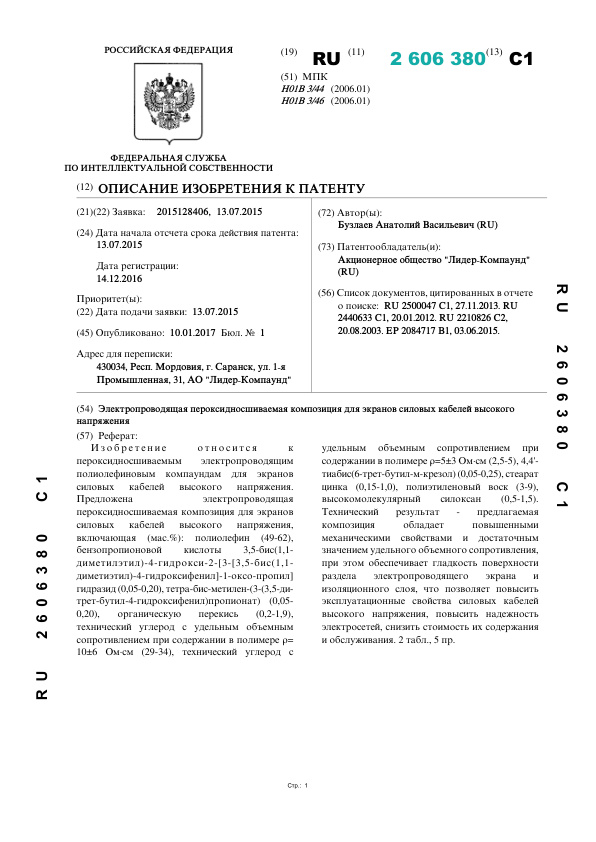 РОССИЙСКАЯ ФЕДЕРАЦИЯ
ФЕДЕРАЛЬНАЯ СЛУЖБА
ПО ИНТЕЛЛЕКТУАЛЬНОЙ СОБСТВЕННОСТИ
(19) RU (11) 2 606 380 (13) C1
(51) МПК
H01B 3/44 (2006.01)
H01B 3/46 (2006.01)
(12) ОПИСАНИЕ ИЗОБРЕТЕНИЯ К ПАТЕНТУ
(21)(22) Заявка: 2015128406, 13.07.2015
(24) Дата начала отсчета срока действия патента:
13.07.2015
Дата регистрации:
14.12.2016
Приоритет(ы):
(22) Дата подачи заявки: 13.07.2015
(45) Опубликовано: 10.01.2017 Бюл. № 1
Адрес для переписки:
430034, Респ. Мордовия, г. Саранск, ул. 1-я
Промышленная, 31, АО "Лидер-Компаунд"
(72) Автор(ы):
Бузлаев Анатолий Васильевич (RU)
(73) Патентообладатель(и):
Акционерное общество "Лидер-Компаунд"
(RU)
(56) Список документов, цитированных в отчете
о поиске: RU 2500047 C1, 27.11.2013. RU
2440633 C1, 20.01.2012. RU 2210826 C2,
20.08.2003. EP 2084717 B1, 03.06.2015.
(54) Электропроводящая пероксидносшиваемая композиция для экранов силовых кабелей высокого
напряжения
(57) Реферат:
Изобретение относится к
пероксидносшиваемым электропроводящим
полиолефиновым компаундам для экранов
силовых кабелей высокого напряжения.
Предложена электропроводящая
пероксидносшиваемая композиция для экранов
силовых кабелей высокого напряжения,
включающая (мас.%): полиолефин (49-62),
бензопропионовой кислоты 3,5-бис(1,1-
диметилэтил)-4-гидрокси-2-[3-[3,5-бис(1,1-
диметиэтил)-4-гидроксифенил]-1-оксо-пропил]
гидразид (0,05-0,20), тетра-бис-метилен-(3-(3,5-ди-
трет-бутил-4-гидроксифенил)пропионат) (0,05-
0,20), органическую перекись (0,2-1,9),
технический углерод с удельным объемным
сопротивлением при содержании в полимере ρ=
10±6 Ом·см (29-34), технический углерод с
удельным объемным сопротивлением при
содержании в полимере ρ=5±3 Ом·см (2,5-5), 4,4'-
тиабис(6-трет-бутил-м-крезол) (0,05-0,25), стеарат
цинка (0,15-1,0), полиэтиленовый воск (3-9),
высокомолекулярный силоксан (0,5-1,5).
Технический результат - предлагаемая
композиция обладает повышенными
механическими свойствами и достаточным
значением удельного объемного сопротивления,
при этом обеспечивает гладкость поверхности
раздела электропроводящего экрана и
изоляционного слоя, что позволяет повысить
эксплуатационные свойства силовых кабелей
высокого напряжения, повысить надежность
электросетей, снизить стоимость их содержания
и обслуживания. 2 табл., 5 пр.
RU 2606380 C1
RU 2606380 C1
Стр.: 1